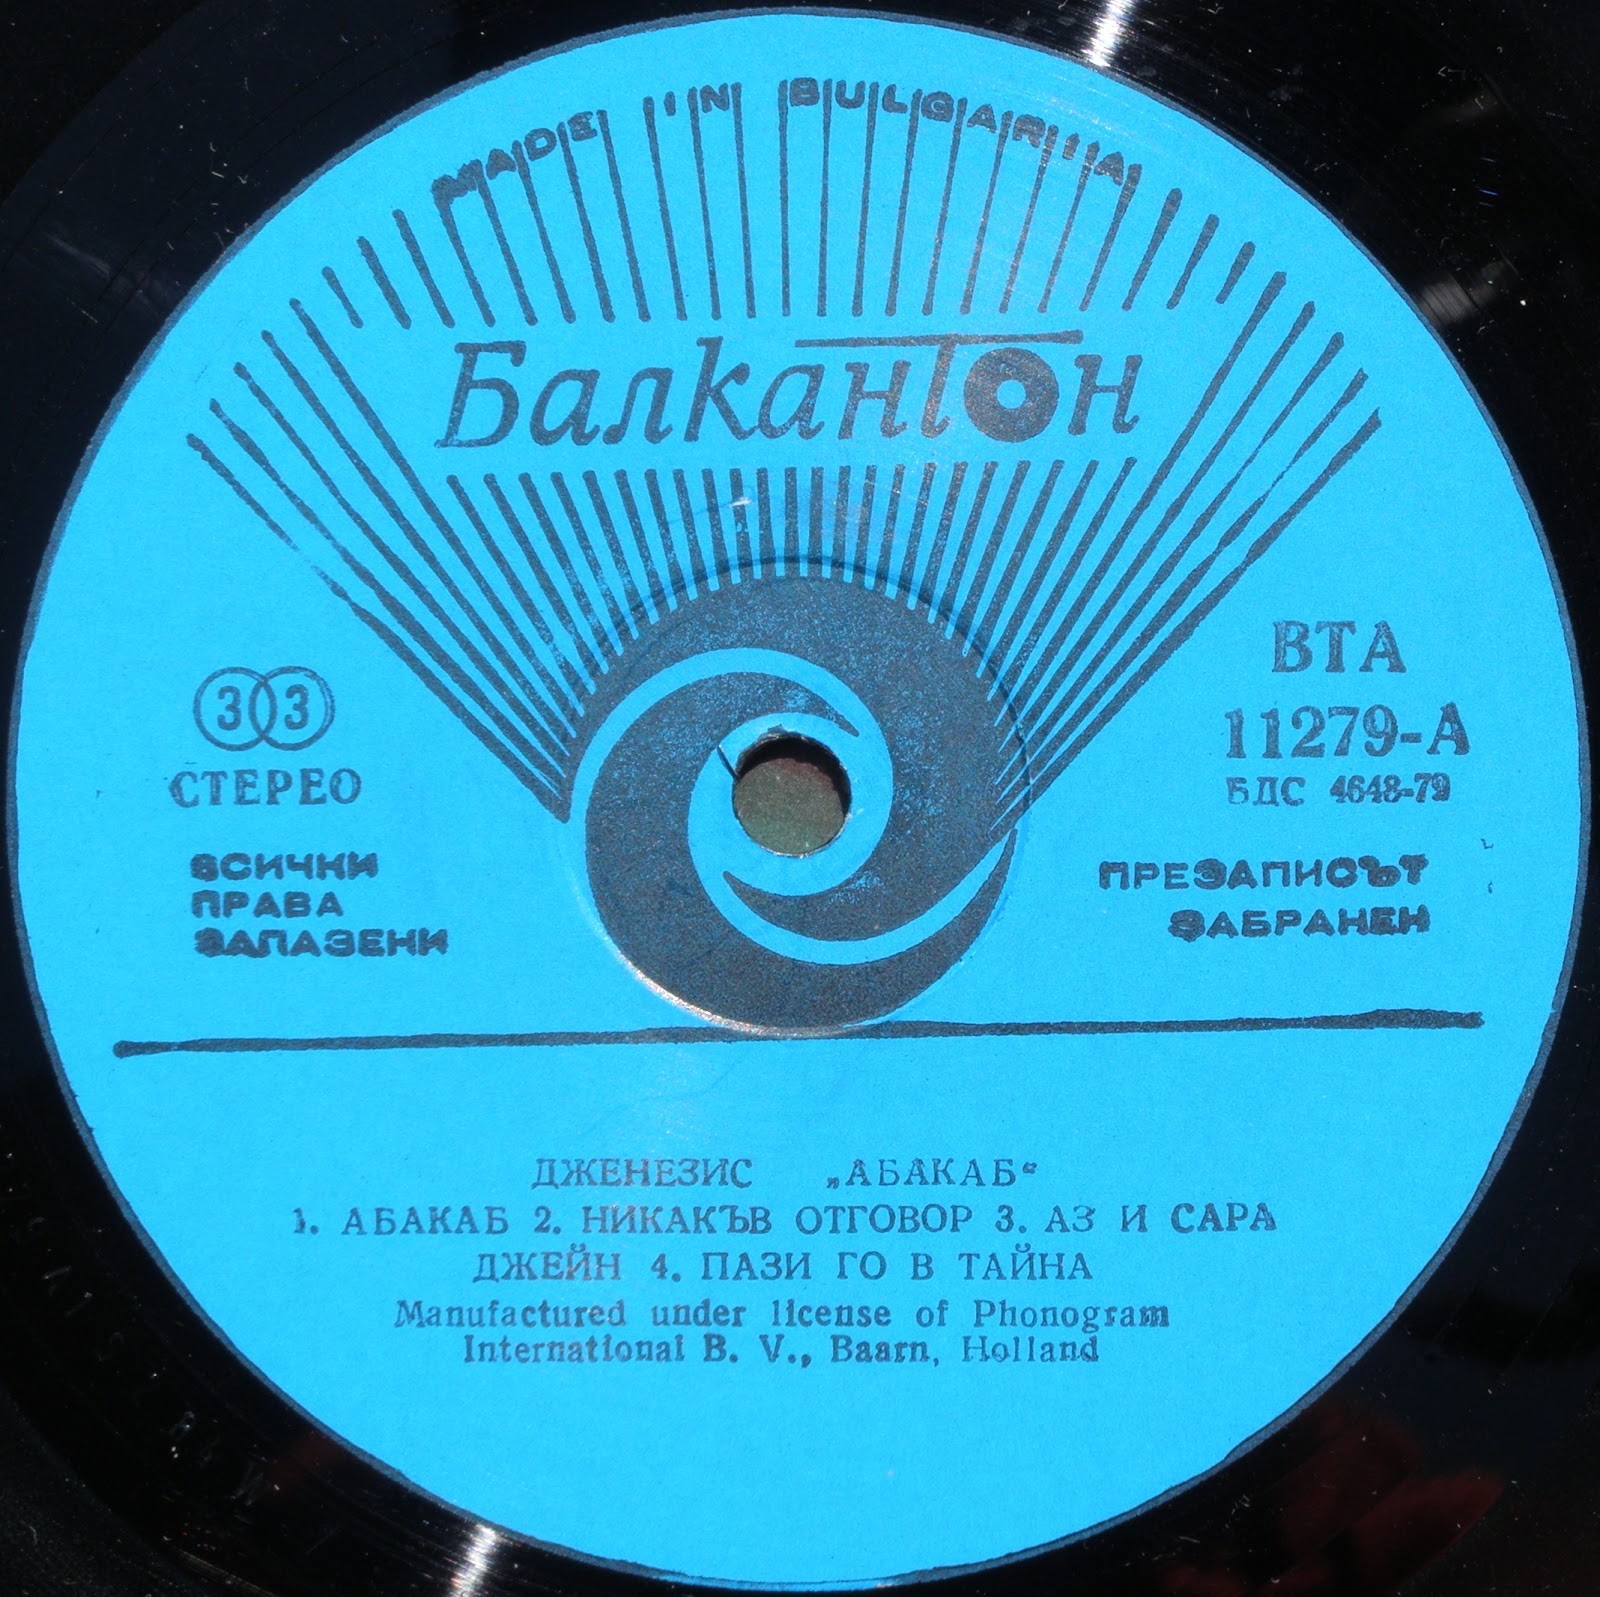 MADE IN BULGARIA
Балкантон
33
СТЕРЕО
ВТА
11279-А
БДС 4648-79
ВСИЧКИ
ПРАВА
ЗАПАЗЕНИ
ПРЕЗАПИСЪТ
ЗАБРАНЕН
ДЖЕНЕЗИС „АБАКАБ“
1. АБАКАБ 2. НИКАКЪВ ОТГОВОР 3. АЗ И САРА
ДЖЕЙН 4. ПАЗИ ГО В ТАЙНА
Manufactured under license of Phonogram
International B. V., Baarn, Holland